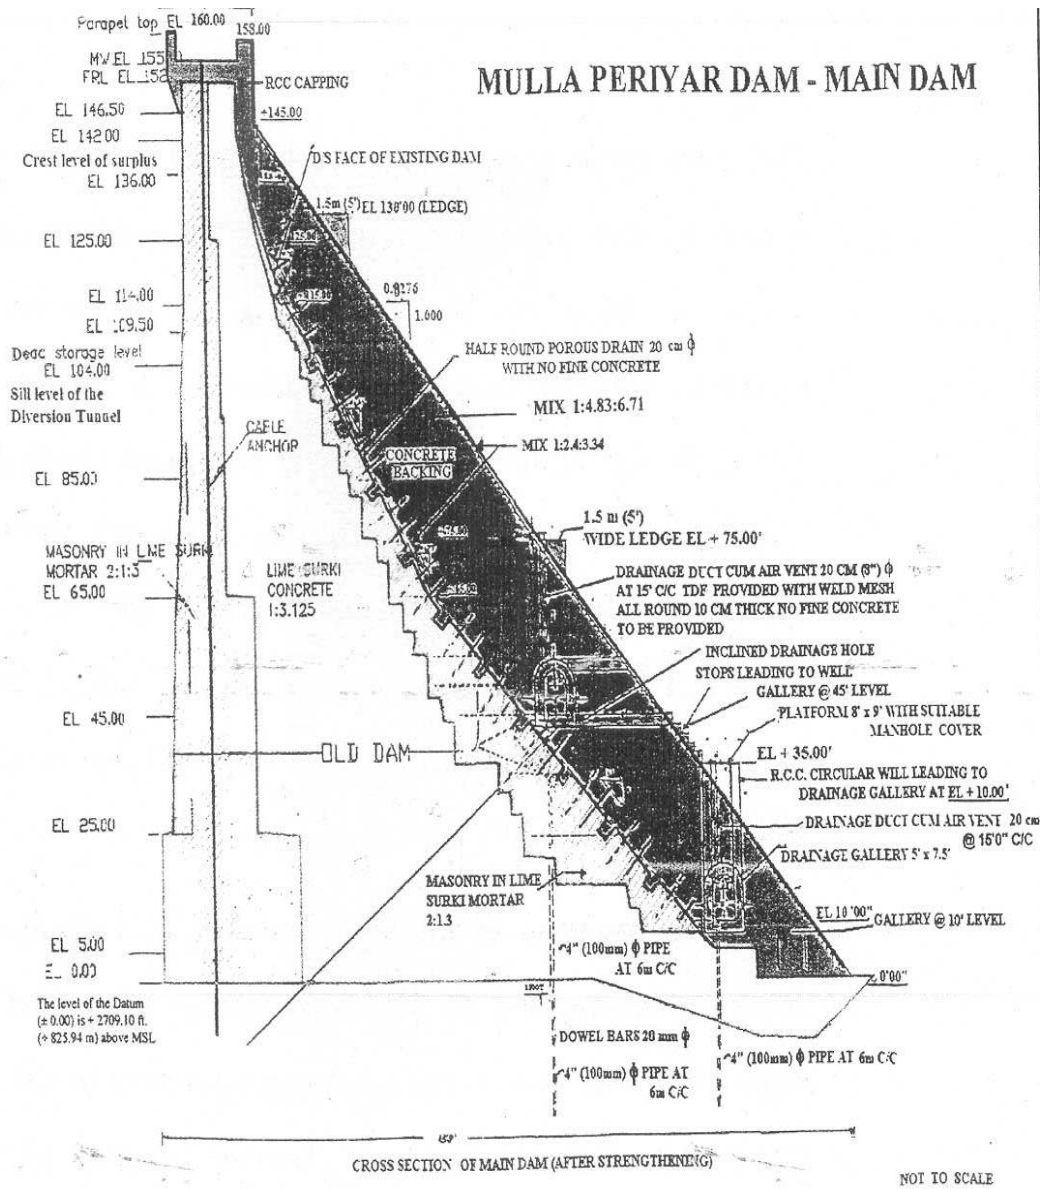 Parapet top EL 160.00
158.00
MWL EL 155
FRL EL 152
RCC CAPPING
MULLA PERIYAR DAM - MAIN DAM
EL 146.50
+145.00
EL 142.00
D'S FACE OF EXISTING DAM
Crest level of surplus
EL 136.00
1.5m (5') EL 130'00 (LEDGE)
EL 125.00
125.00
EL 114.00
+115.00
0.8276
1.000
EL 109.50
Deac storage level
EL 104.00
HALF ROUND POROUS DRAIN 20 cm ϕ
WITH NO FINE CONCRETE
Sill level of the
Diversion Tunnel
MIX 1:4.83:6.71
CABLE
ANCHOR
MIX 1:2.4:3.34
CONCRETE
BACKING
EL 85.00
1.5 m (5')
WIDE LEDGE EL + 75.00'
MASONRY IN LIME SURKI
MORTAR 2:1:3
LIME SURKI
CONCRETE
1:3.125
EL 65.00
DRAINAGE DUCT CUM AIR VENT 20 CM (8") ϕ
AT 15' C/C TDF PROVIDED WITH WELD MESH
ALL ROUND 10 CM THICK NO FINE CONCRETE
TO BE PROVIDED
INCLINED DRAINAGE HOLE
STOPS LEADING TO WELL
GALLERY @ 45' LEVEL
EL 45.00
PLATFORM 8' x 9' WITH SUITABLE
MANHOLE COVER
OLD DAM
EL + 35.00'
R.C.C. CIRCULAR WILL LEADING TO
DRAINAGE GALLERY AT EL + 10.00'
EL 25.00
DRAINAGE DUCT CUM AIR VENT 20 cm
@ 15'0" C/C
DRAINAGE GALLERY 5' x 7.5'
MASONRY IN LIME
SURKI MORTAR
2:1.3
EL 10'00"
GALLERY @ 10' LEVEL
EL 5.00
EL 0.00
4" (100mm) ϕ PIPE
AT 6m C/C
0'00"
The level of the Datum
(± 0.00) is + 2709.10 ft.
(+ 825.94 m) above MSL
DOWEL BARS 20 mm ϕ
4" (100mm) ϕ PIPE AT 6m C/C
4" (100mm) ϕ PIPE AT
6m C/C
CROSS SECTION OF MAIN DAM (AFTER STRENGTHENING)
NOT TO SCALE